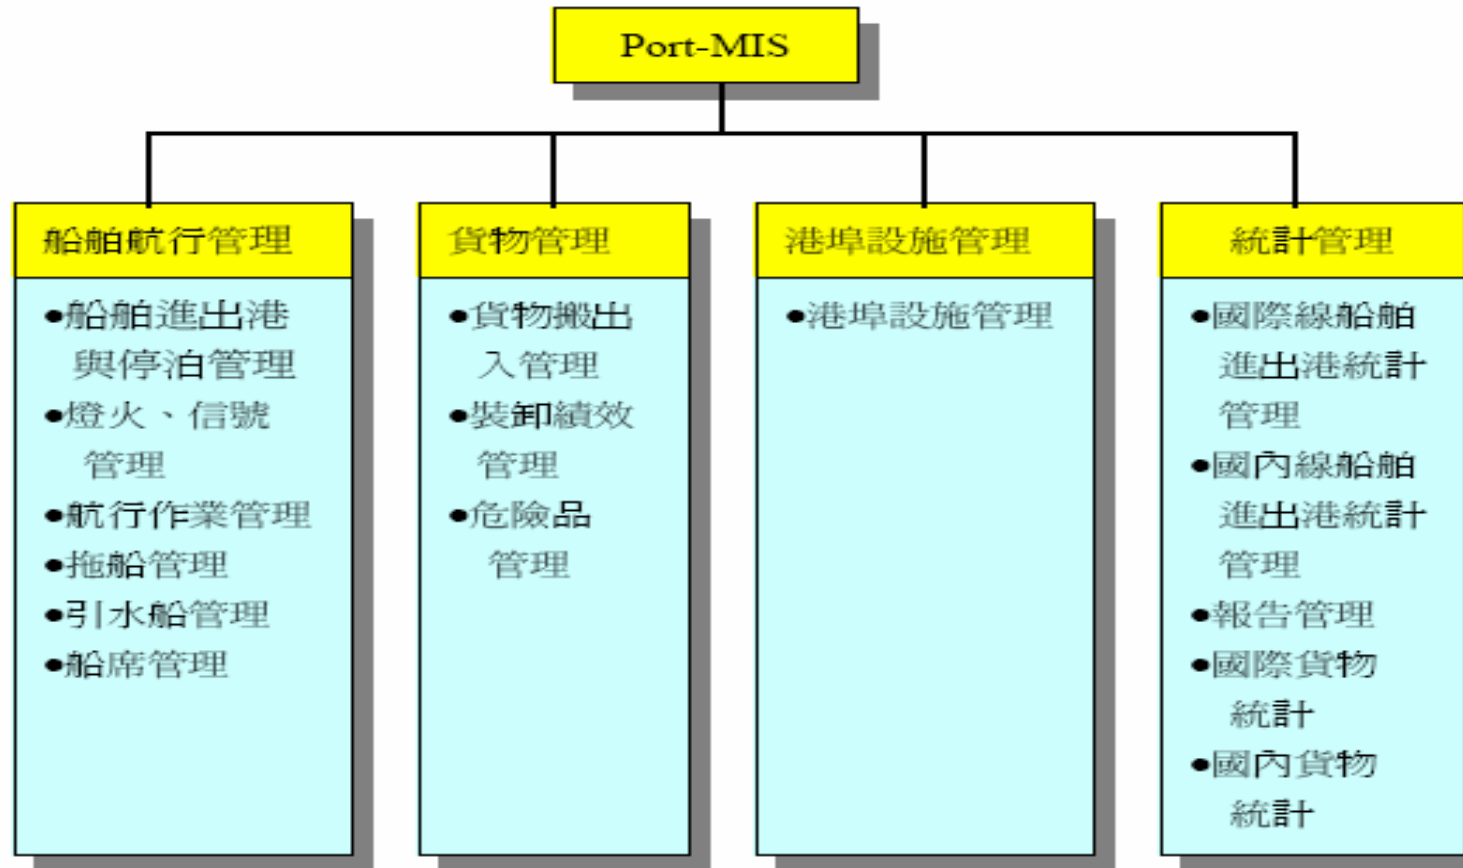 Port-MIS
船舶航行管理
●船舶進出港
與停泊管理
●燈火、信號
管理
●航行作業管理
●拖船管理
●引水船管理
●船席管理
貨物管理
●貨物搬出
入管理
●裝卸績效
管理
●危險品
管理
港埠設施管理
●港埠設施管理
統計管理
●國際線船舶
進出港統計
管理
●國內線船舶
進出港統計
管理
●報告管理
●國際貨物
統計
●國內貨物
統計